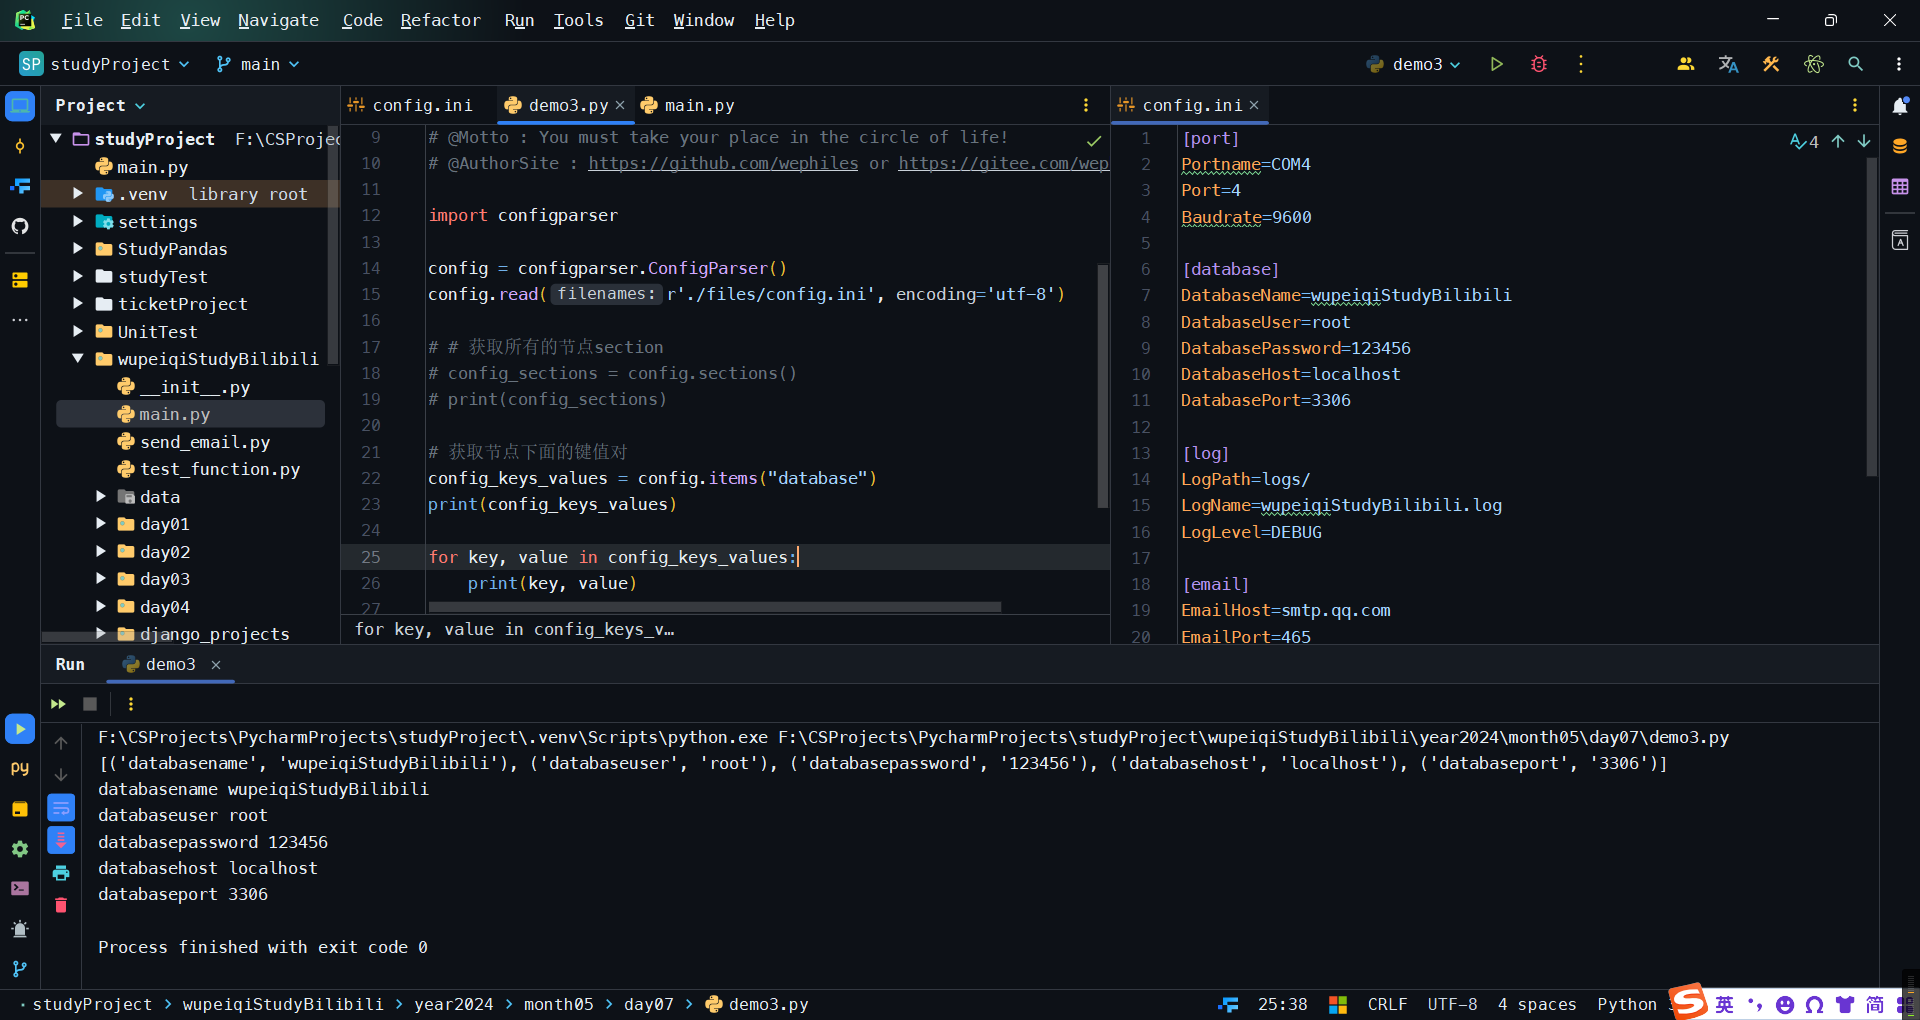 File Edit View Navigate Code Refactor Run Tools Git Window Help
SP studyProject main demo3
Project
config.ini demo3.py main.py
config.ini
studyProject F:\CSProjec
main.py
.venv library root
settings
StudyPandas
studyTest
ticketProject
UnitTest
wupeiqiStudyBilibili
__init__.py
main.py
send_email.py
test_function.py
data
day01
day02
day03
day04
django_projects
9 # @Motto : You must take your place in the circle of life!
10 # @AuthorSite : https://github.com/wephiles or https://gitee.com/wep
11
12 import configparser
13
14 config = configparser.ConfigParser()
15 config.read( filenames: r'./files/config.ini', encoding='utf-8')
16
17 # # 获取所有的节点section
18 # config_sections = config.sections()
19 # print(config_sections)
20
21 # 获取节点下面的键值对
22 config_keys_values = config.items("database")
23 print(config_keys_values)
24
25 for key, value in config_keys_values:
26 print(key, value)
27
for key, value in config_keys_v…
4
1 [port]
2 Portname=COM4
3 Port=4
4 Baudrate=9600
5
6 [database]
7 DatabaseName=wupeiqiStudyBilibili
8 DatabaseUser=root
9 DatabasePassword=123456
10 DatabaseHost=localhost
11 DatabasePort=3306
12
13 [log]
14 LogPath=logs/
15 LogName=wupeiqiStudyBilibili.log
16 LogLevel=DEBUG
17
18 [email]
19 EmailHost=smtp.qq.com
20 EmailPort=465
Run demo3
F:\CSProjects\PycharmProjects\studyProject\.venv\Scripts\python.exe F:\CSProjects\PycharmProjects\studyProject\wupeiqiStudyBilibili\year2024\month05\day07\demo3.py
[('databasename', 'wupeiqiStudyBilibili'), ('databaseuser', 'root'), ('databasepassword', '123456'), ('databasehost', 'localhost'), ('databaseport', '3306')]
databasename wupeiqiStudyBilibili
databaseuser root
databasepassword 123456
databasehost localhost
databaseport 3306
Process finished with exit code 0
studyProject > wupeiqiStudyBilibili > year2024 > month05 > day07 > demo3.py
25:38 CRLF UTF-8 4 spaces Python
英 简